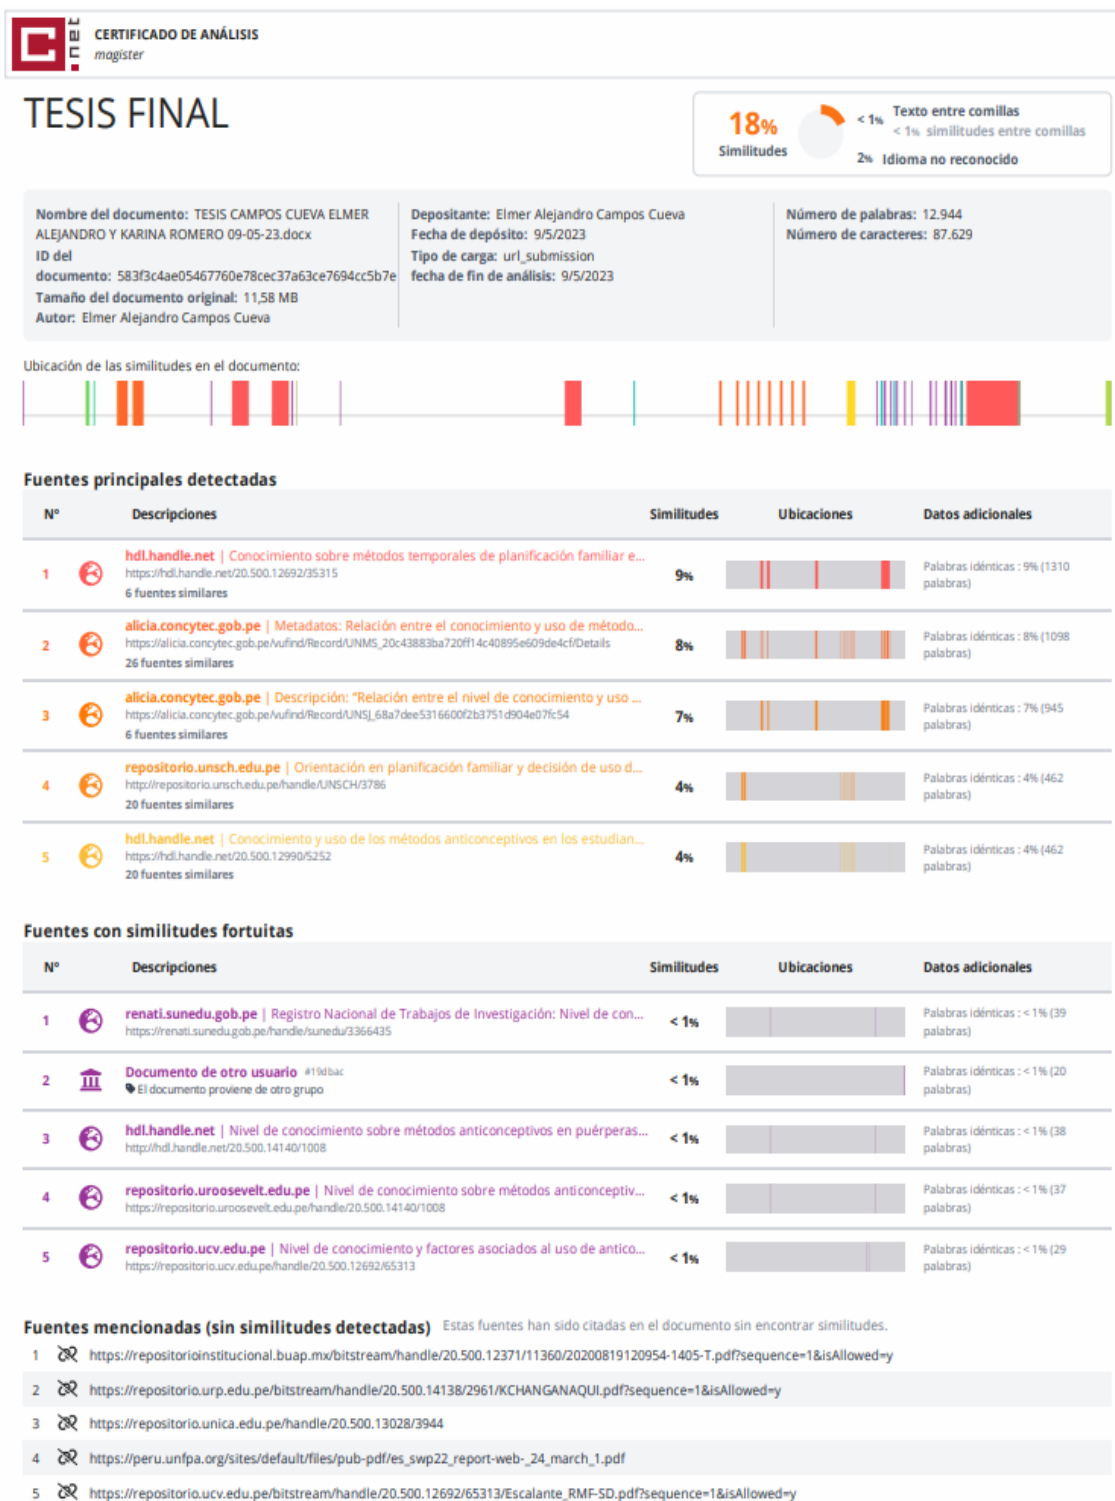 C.net
CERTIFICADO DE ANÁLISIS
magister
TESIS FINAL
18%
Similitudes
< 1% Texto entre comillas
< 1% similitudes entre comillas
2% Idioma no reconocido
Nombre del documento: TESIS CAMPOS CUEVA ELMER
ALEJANDRO Y KARINA ROMERO 09-05-23.docx
ID del
documento: 583f3c4ae05467760e78cec37a63ce7694cc5b7e
Tamaño del documento original: 11,58 MB
Autor: Elmer Alejandro Campos Cueva
Depositante: Elmer Alejandro Campos Cueva
Fecha de depósito: 9/5/2023
Tipo de carga: url_submission
fecha de fin de análisis: 9/5/2023
Número de palabras: 12.944
Número de caracteres: 87.629
Ubicación de las similitudes en el documento:
Fuentes principales detectadas
N° Descripciones Similitudes Ubicaciones Datos adicionales
1 hdl.handle.net | Conocimiento sobre métodos temporales de planificación familiar e...
https://hdl.handle.net/20.500.12692/35315
6 fuentes similares
9%
Palabras idénticas : 9% (1310
palabras)
2 alicia.concytec.gob.pe | Metadatos: Relación entre el conocimiento y uso de método...
https://alicia.concytec.gob.pe/vufind/Record/UNMS_20c43883ba720ff14c40895e609de4cf/Details
26 fuentes similares
8%
Palabras idénticas : 8% (1098
palabras)
3 alicia.concytec.gob.pe | Descripción: "Relación entre el nivel de conocimiento y uso ...
https://alicia.concytec.gob.pe/vufind/Record/UNSJ_68a7dee5316600f2b3751d904e07fc54
6 fuentes similares
7%
Palabras idénticas : 7% (945
palabras)
4 repositorio.unsch.edu.pe | Orientación en planificación familiar y decisión de uso d...
http://repositorio.unsch.edu.pe/handle/UNSCH/3786
20 fuentes similares
4%
Palabras idénticas : 4% (462
palabras)
5 hdl.handle.net | Conocimiento y uso de los métodos anticonceptivos en los estudian...
https://hdl.handle.net/20.500.12990/5252
20 fuentes similares
4%
Palabras idénticas : 4% (462
palabras)
Fuentes con similitudes fortuitas
N° Descripciones Similitudes Ubicaciones Datos adicionales
1 renati.sunedu.gob.pe | Registro Nacional de Trabajos de Investigación: Nivel de con...
https://renati.sunedu.gob.pe/handle/sunedu/3366435
< 1%
Palabras idénticas : < 1% (39
palabras)
2 Documento de otro usuario #19dbac
El documento proviene de otro grupo
< 1%
Palabras idénticas : < 1% (20
palabras)
3 hdl.handle.net | Nivel de conocimiento sobre métodos anticonceptivos en puérperas...
http://hdl.handle.net/20.500.14140/1008
< 1%
Palabras idénticas : < 1% (38
palabras)
4 repositorio.uroosevelt.edu.pe | Nivel de conocimiento sobre métodos anticonceptiv...
https://repositorio.uroosevelt.edu.pe/handle/20.500.14140/1008
< 1%
Palabras idénticas : < 1% (37
palabras)
5 repositorio.ucv.edu.pe | Nivel de conocimiento y factores asociados al uso de antico...
https://repositorio.ucv.edu.pe/handle/20.500.12692/65313
< 1%
Palabras idénticas : < 1% (29
palabras)
Fuentes mencionadas (sin similitudes detectadas) Estas fuentes han sido citadas en el documento sin encontrar similitudes.
1 https://repositorioinstitucional.buap.mx/bitstream/handle/20.500.12371/11360/20200819120954-1405-T.pdf?sequence=1&isAllowed=y
2 https://repositorio.urp.edu.pe/bitstream/handle/20.500.14138/2961/KCHANGANAQUI.pdf?sequence=1&isAllowed=y
3 https://repositorio.unica.edu.pe/handle/20.500.13028/3944
4 https://peru.unfpa.org/sites/default/files/pub-pdf/es_swp22_report-web-_24_march_1.pdf
5 https://repositorio.ucv.edu.pe/bitstream/handle/20.500.12692/65313/Escalante_RMF-SD.pdf?sequence=1&isAllowed=y